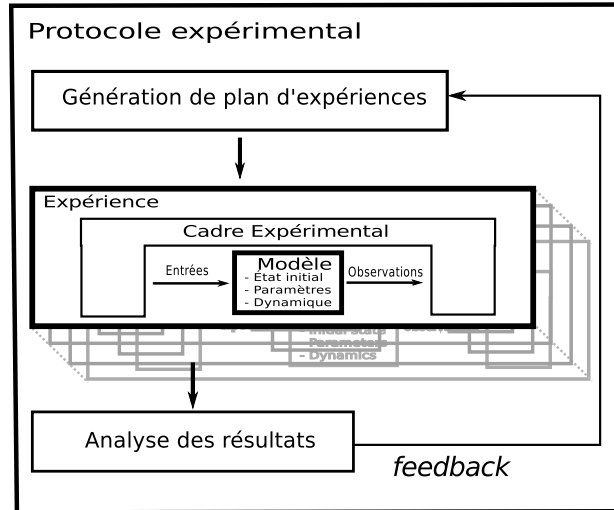 Protocole expérimental
Génération de plan d'expériences
Expérience
Cadre Expérimental
Entrées
Modèle
- État initial
- Paramètres
- Dynamique
Observations
- Parameters
- Dynamics
Analyse des résultats
feedback